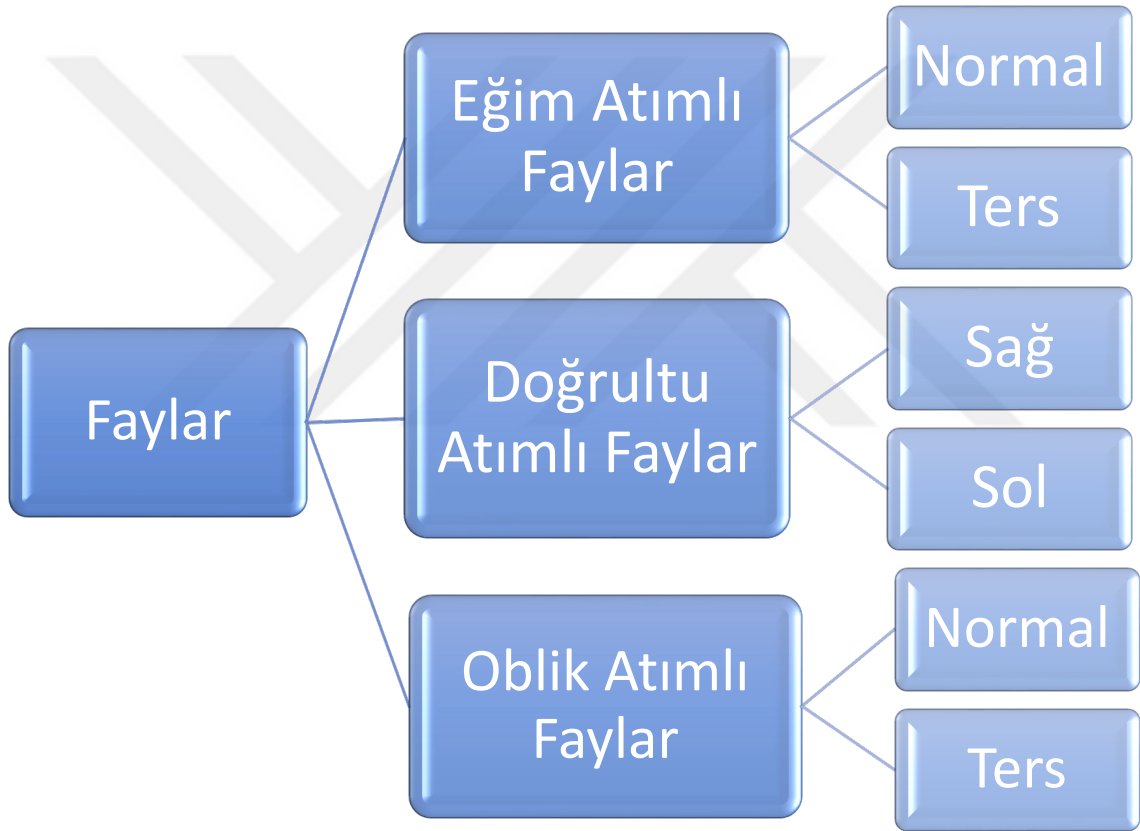 Faylar
Eğim Atımlı
Faylar
Normal
Ters
Doğrultu
Atımlı Faylar
Sağ
Sol
Oblik Atımlı
Faylar
Normal
Ters